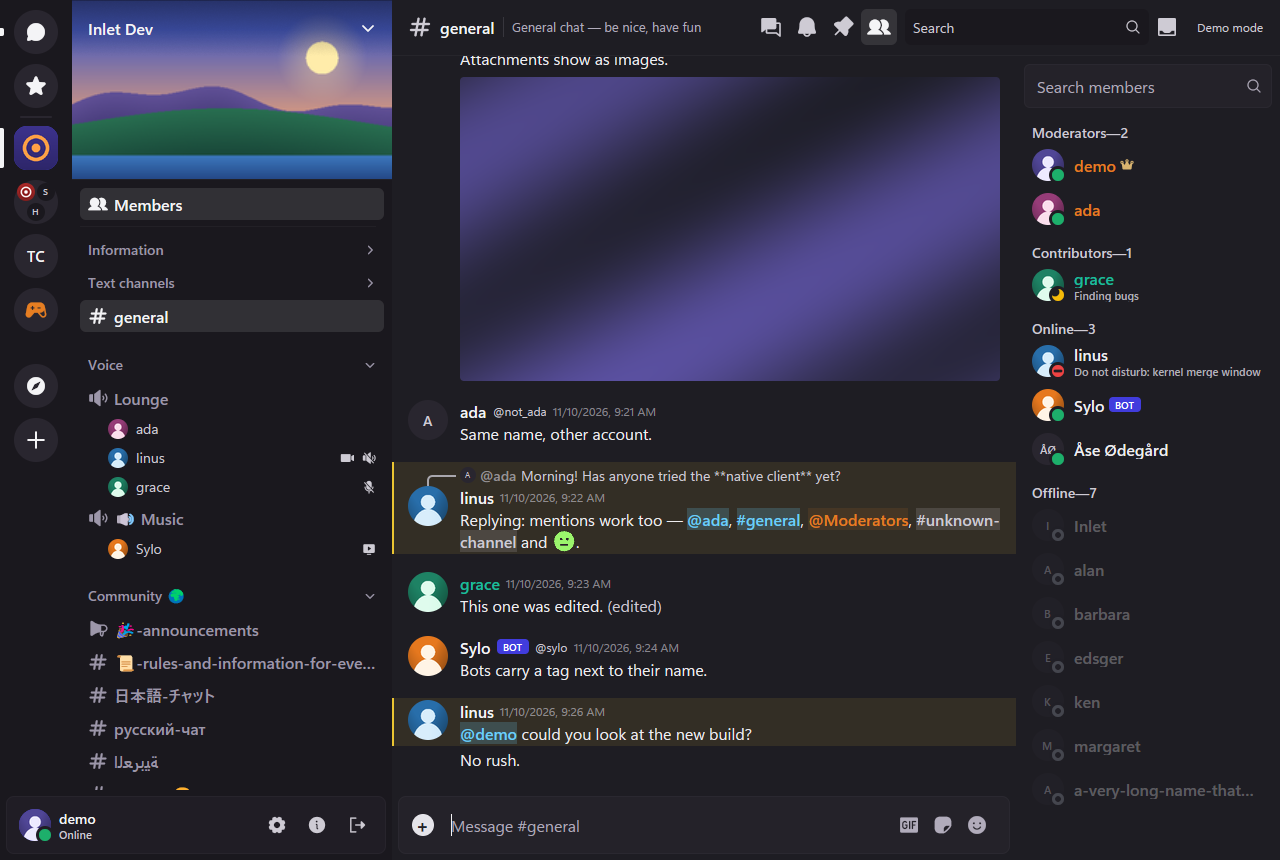 Inlet Dev
S
H
TC
Members
Information
Text channels
# general
Voice
Lounge
ada
linus
grace
Music
Sylo
Community 🌍
🎉-announcements
# 📜-rules-and-information-for-eve...
# 日本語-チャット
# русский-чат
# العربية
demo
Online
# general
General chat — be nice, have fun
Search
Demo mode
Attachments show as images.
A
ada @not_ada 11/10/2026, 9:21 AM
Same name, other account.
A @ada Morning! Has anyone tried the **native client** yet?
linus 11/10/2026, 9:22 AM
Replying: mentions work too — @ada, #general, @Moderators, #unknown-
channel and 😐.
grace 11/10/2026, 9:23 AM
This one was edited. (edited)
Sylo BOT @sylo 11/10/2026, 9:24 AM
Bots carry a tag next to their name.
linus 11/10/2026, 9:26 AM
@demo could you look at the new build?
No rush.
Message #general
GIF
Search members
Moderators—2
demo
ada
Contributors—1
grace
Finding bugs
Online—3
linus
Do not disturb: kernel merge window
Sylo BOT
ÅØ
Åse Ødegård
Offline—7
I Inlet
A alan
B barbara
E edsger
K ken
M margaret
A a-very-long-name-that...